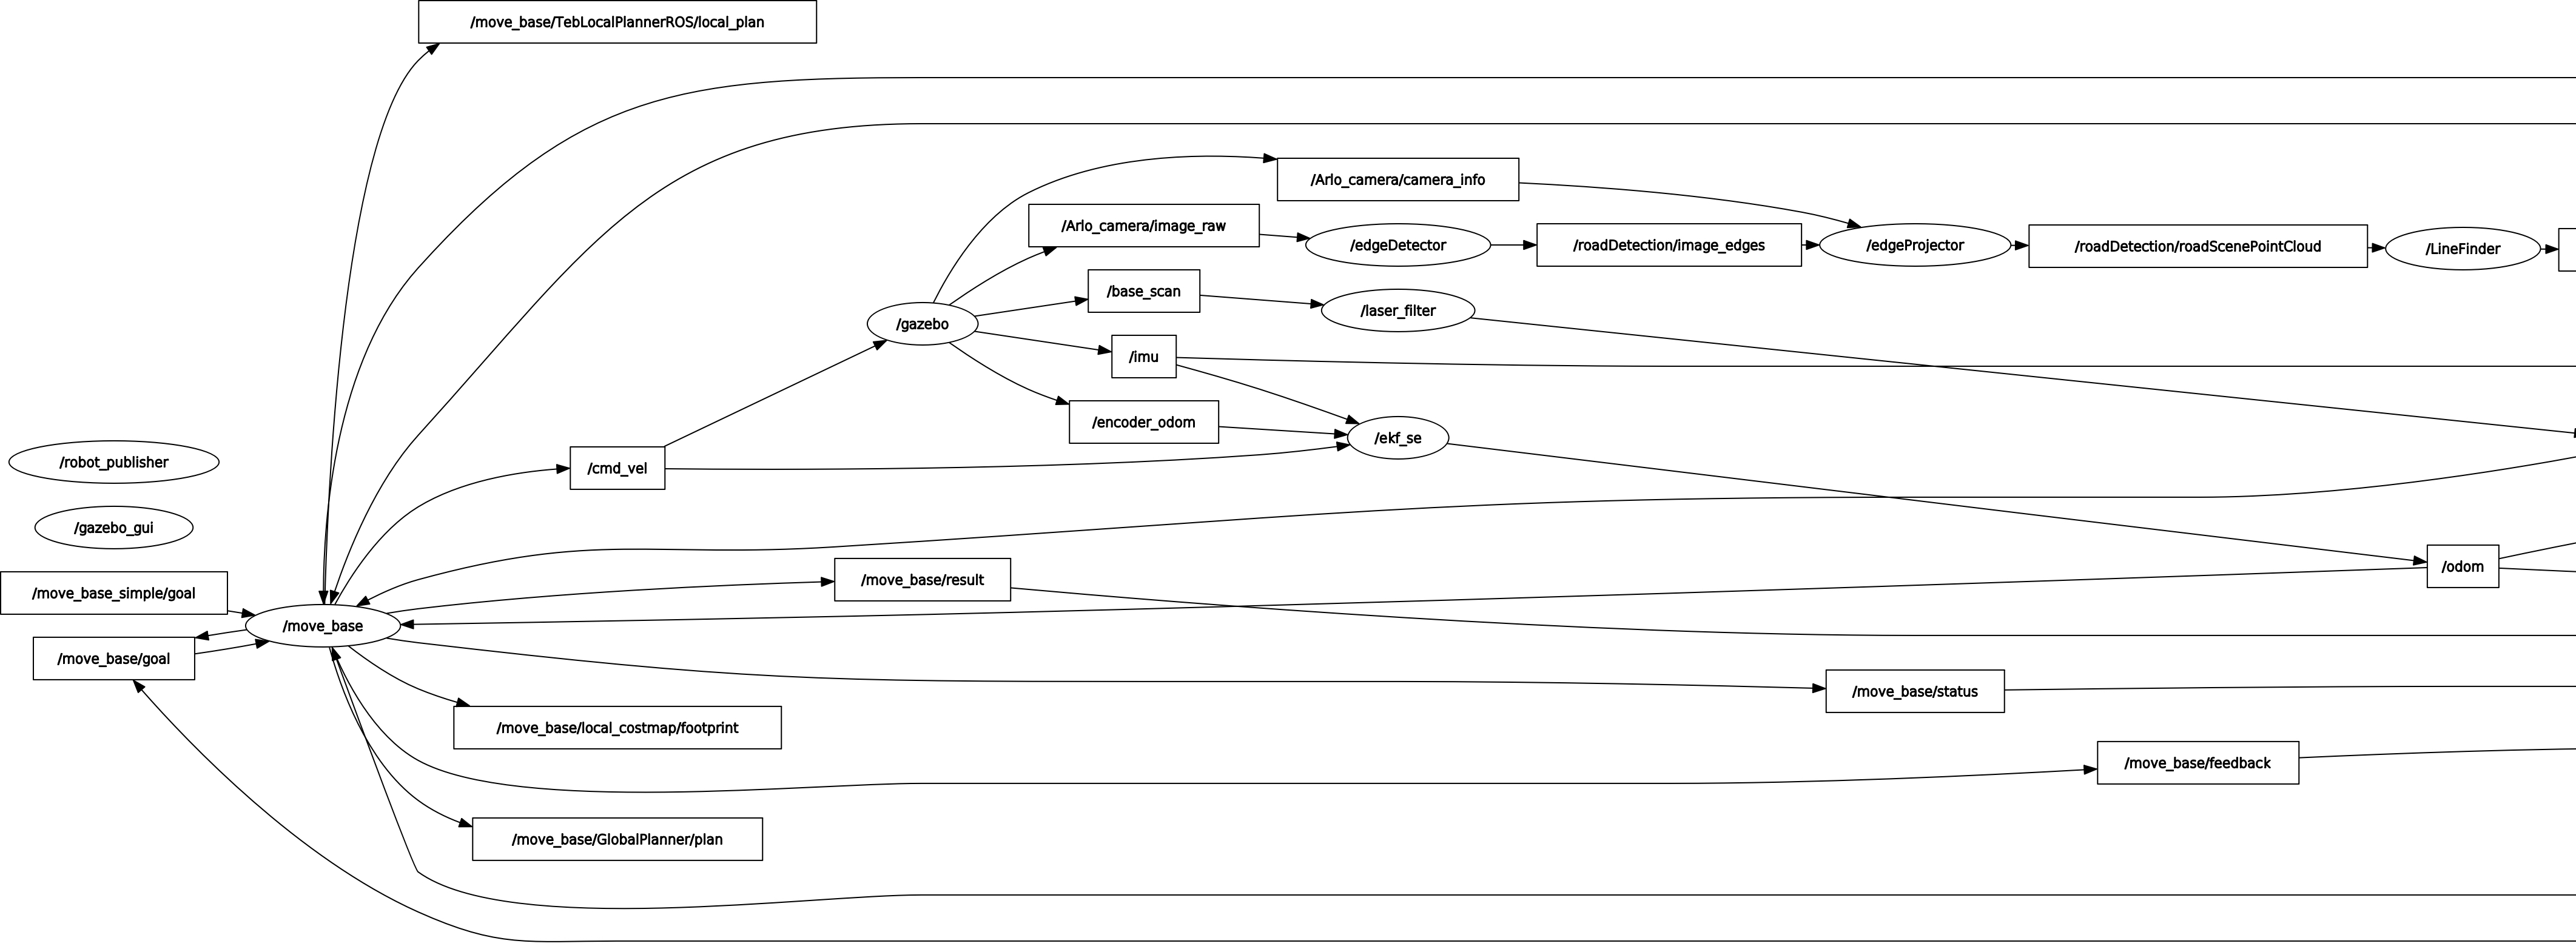 /move_base/TebLocalPlannerROS/local_plan
/Arlo_camera/camera_info
/Arlo_camera/image_raw
/edgeDetector
/roadDetection/image_edges
/edgeProjector
/roadDetection/roadScenePointCloud
/LineFinder
/base_scan
/laser_filter
/gazebo
/imu
/encoder_odom
/ekf_se
/robot_publisher
/cmd_vel
/gazebo_gui
/odom
/move_base/result
/move_base_simple/goal
/move_base
/move_base/goal
/move_base/status
/move_base/local_costmap/footprint
/move_base/feedback
/move_base/GlobalPlanner/plan